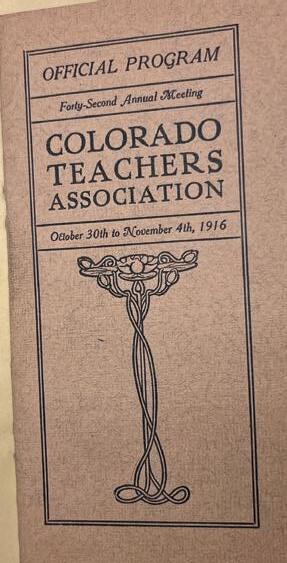 OFFICIAL PROGRAM
Forty-Second Annual Meeting
COLORADO
TEACHERS
ASSOCIATION
October 30th to November 4th, 1916